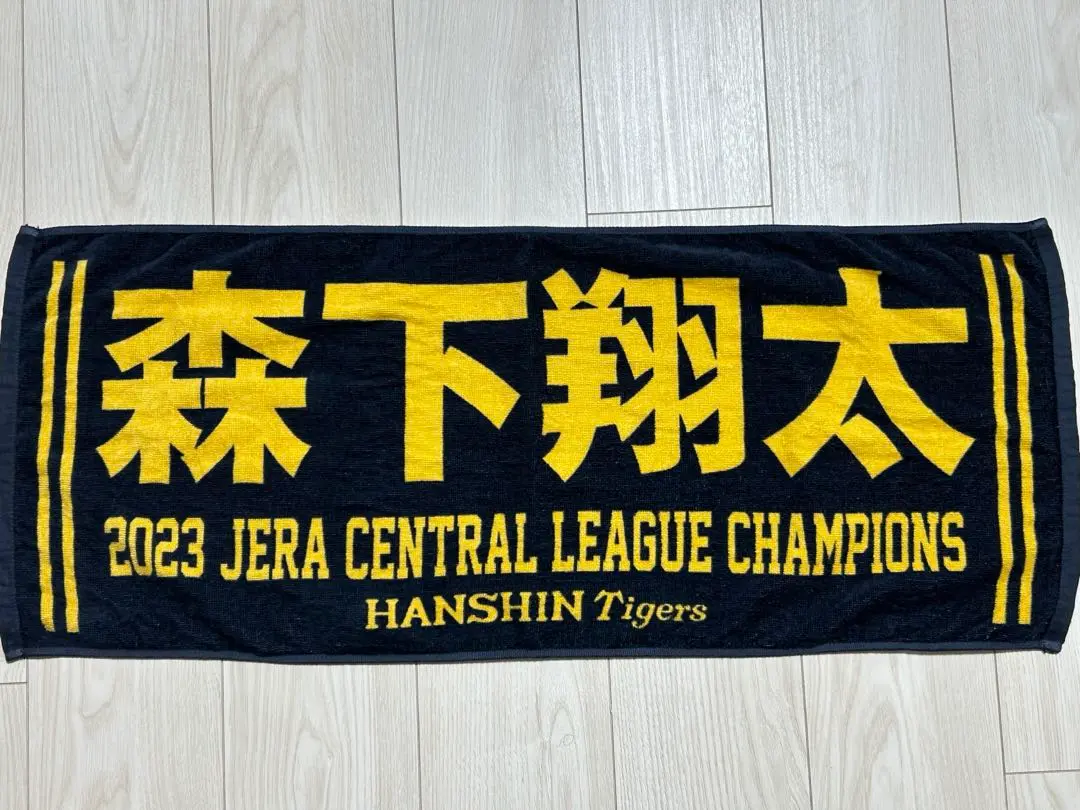 森下翔太
2023 JERA CENTRAL LEAGUE CHAMPIONS
HANSHIN Tigers